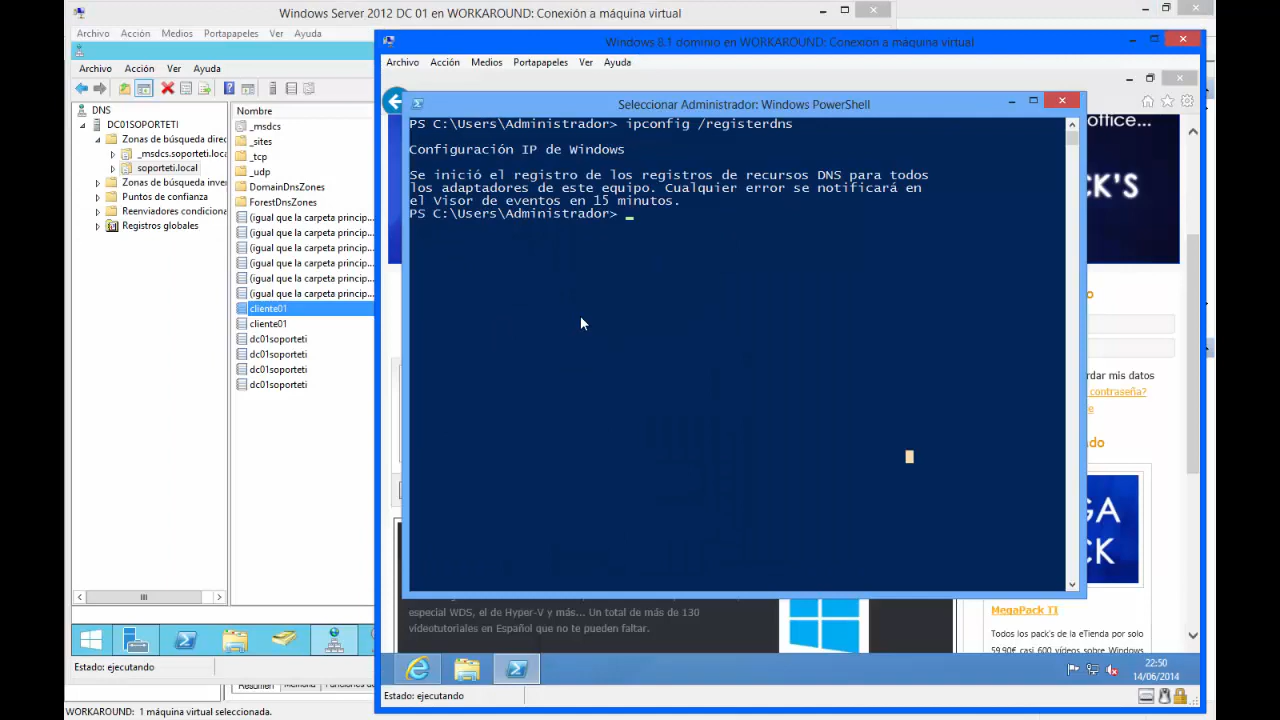 Windows Server 2012 DC 01 en WORKAROUND: Conexión a máquina virtual
Archivo Acción Medios Portapapeles Ver Ayuda
Archivo Acción Ver Ayuda
DNS
DC01SOPORTETI
Zonas de búsqueda direc
_msdcs.soporteti.loca
soporteti.local
Zonas de búsqueda inver
Puntos de confianza
Reenviadores condiciona
Registros globales
Nombre
_msdcs
_sites
_tcp
_udp
DomainDnsZones
ForestDnsZones
(igual que la carpeta princip...
(igual que la carpeta princip...
(igual que la carpeta princip...
(igual que la carpeta princip...
(igual que la carpeta princip...
(igual que la carpeta princip...
cliente01
cliente01
dc01soporteti
dc01soporteti
dc01soporteti
dc01soporteti
Estado: ejecutando
WORKAROUND: 1 máquina virtual seleccionada.
Windows 8.1 dominio en WORKAROUND: Conexión a máquina virtual
Archivo Acción Medios Portapapeles Ver Ayuda
Seleccionar Administrador: Windows PowerShell
PS C:\Users\Administrador> ipconfig /registerdns
Configuración IP de Windows
Se inició el registro de los registros de recursos DNS para todos
los adaptadores de este equipo. Cualquier error se notificará en
el Visor de eventos en 15 minutos.
PS C:\Users\Administrador>
office...
CK'S
rdar mis datos
contraseña?
GA
CK
MegaPack TI
Todos los pack's de la eTienda por solo
59,90€ casi 600 vídeos sobre Windows
especial WDS, el de Hyper-V y más... Un total de más de 130
videotutoriales en Español que no te pueden faltar.
22:50
14/06/2014
Estado: ejecutando